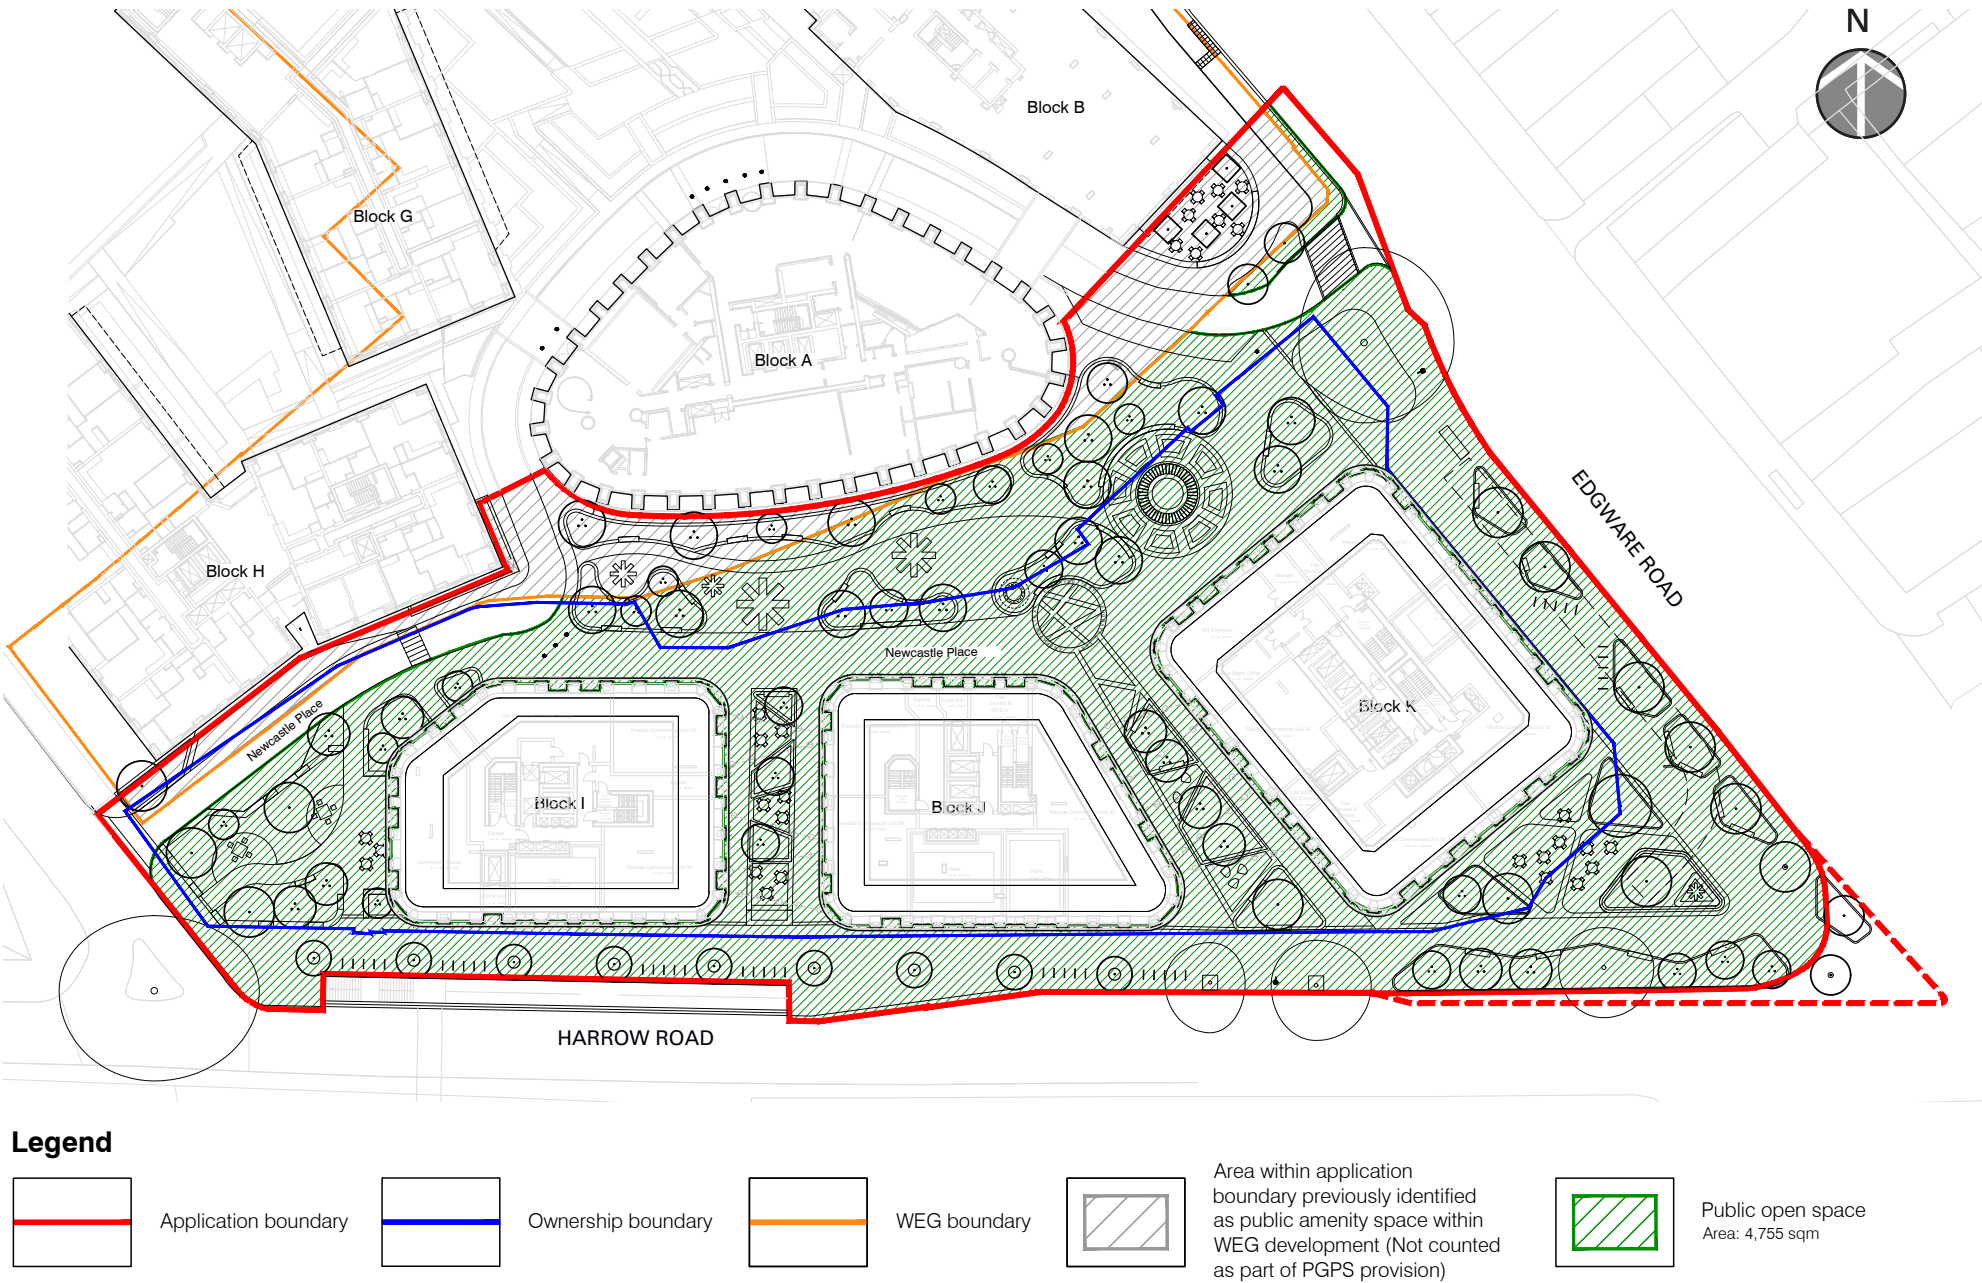 N
Block B
Block G
Block A
EDGWARE ROAD
Block H
Newcastle Place
Newcastle Place
Block K
Block I
Block J
HARROW ROAD
Legend
Application boundary
Ownership boundary
WEG boundary
Area within application
boundary previously identified
as public amenity space within
WEG development (Not counted
as part of PGPS provision)
Public open space
Area: 4,755 sqm